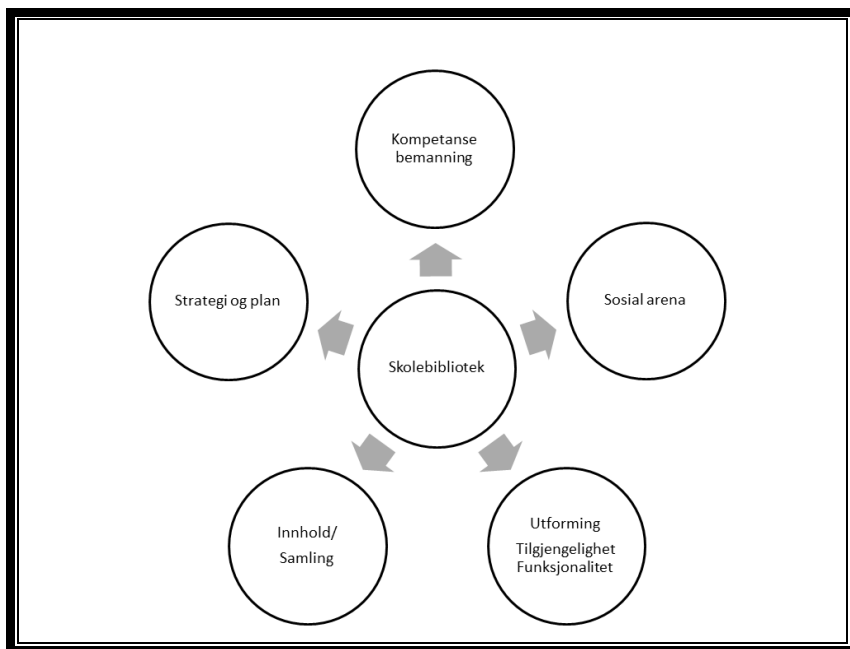 Kompetanse
bemanning
Strategi og plan
Sosial arena
Skolebibliotek
Innhold/
Samling
Utforming
Tilgjengelighet
Funksjonalitet